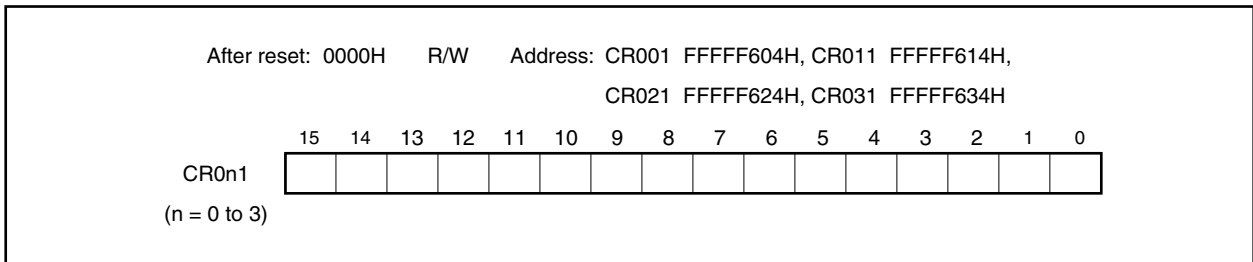 After reset: 0000H R/W Address: CR001 FFFFF604H, CR011 FFFFF614H,
CR021 FFFFF624H, CR031 FFFFF634H
15 14 13 12 11 10 9 8 7 6 5 4 3 2 1 0
CR0n1
(n = 0 to 3)